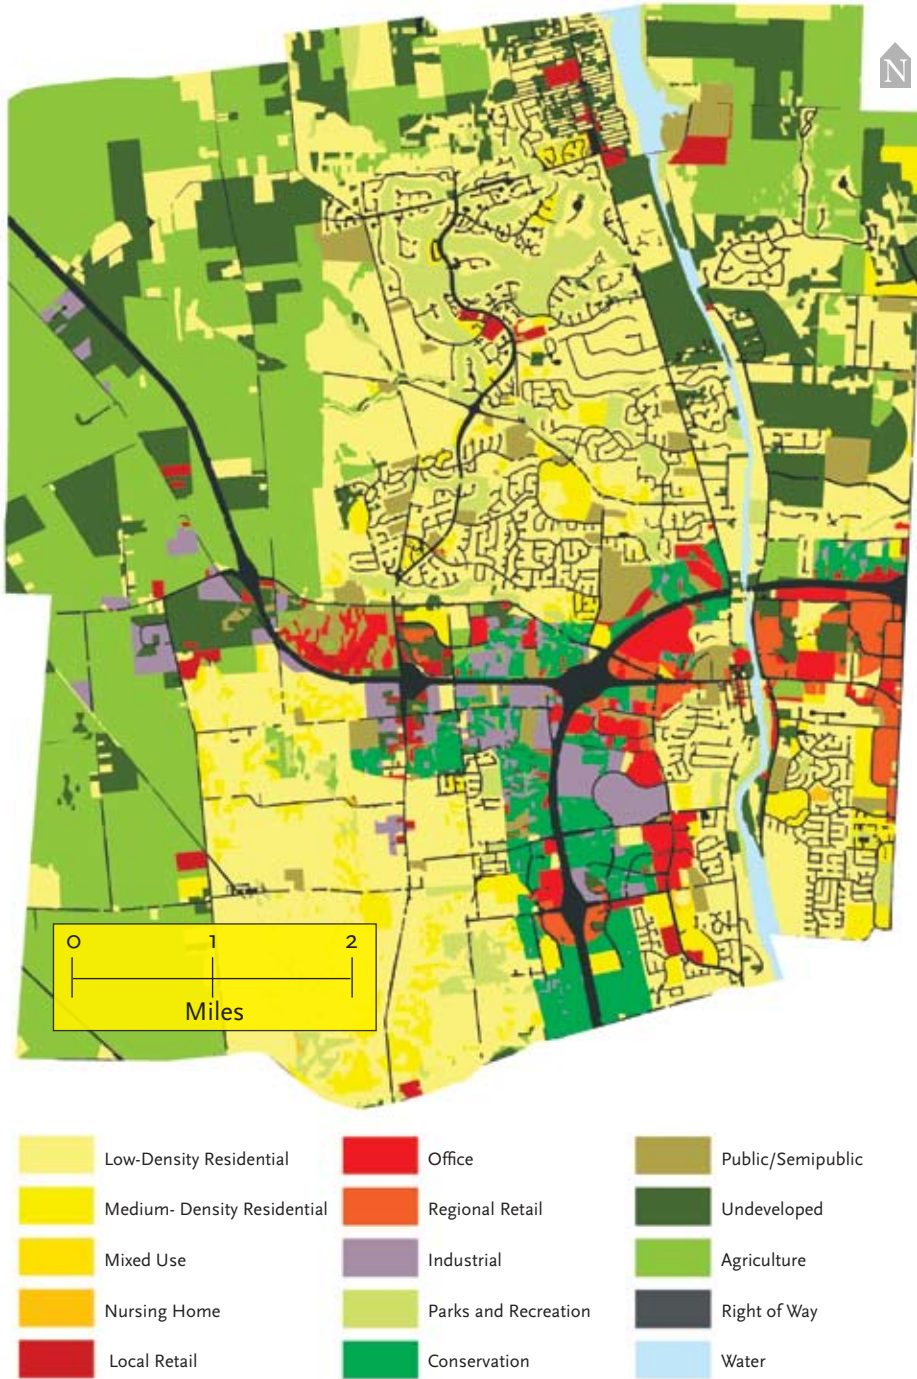 N
0 1 2
Miles
Low-Density Residential
Medium- Density Residential
Mixed Use
Nursing Home
Local Retail
Office
Regional Retail
Industrial
Parks and Recreation
Conservation
Public/Semipublic
Undeveloped
Agriculture
Right of Way
Water